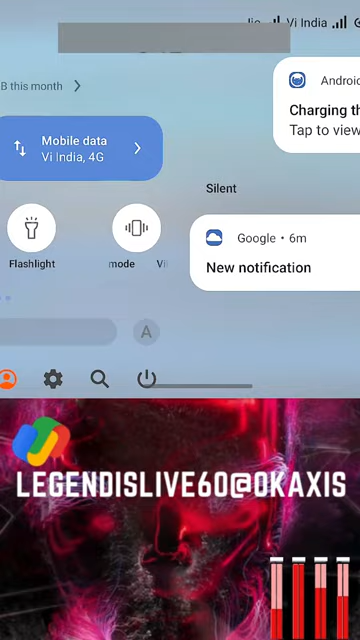 Vi India
B this month
Android
Charging th
Tap to view
Mobile data
Vi India, 4G
Silent
Flashlight
mode
Vi
Google • 6m
New notification
A
LEGENDISLIVE60@OKAXIS